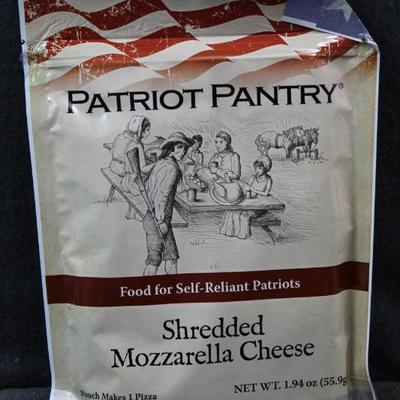 PATRIOT PANTRY®
Food for Self-Reliant Patriots
Shredded
Mozzarella Cheese
Pouch Makes 1 Pizza
NET WT. 1.94 oz (55.9g